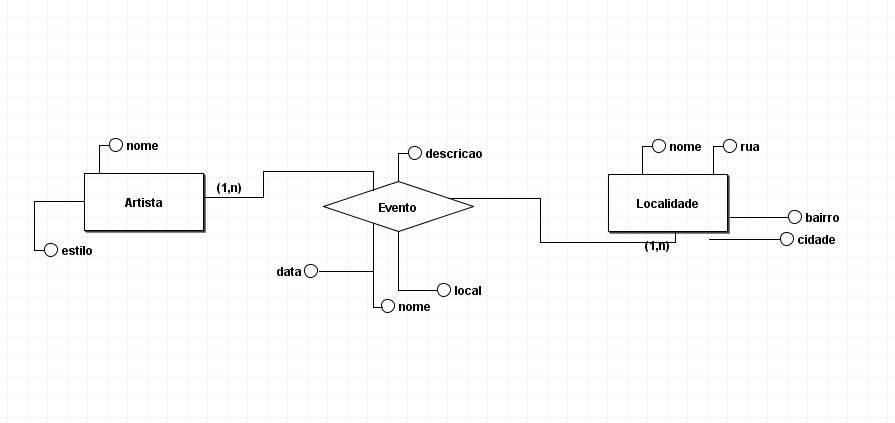 nome
Artista
(1,n)
estilo
descricao
Evento
data
local
nome
nome
rua
Localidade
bairro
cidade
(1,n)